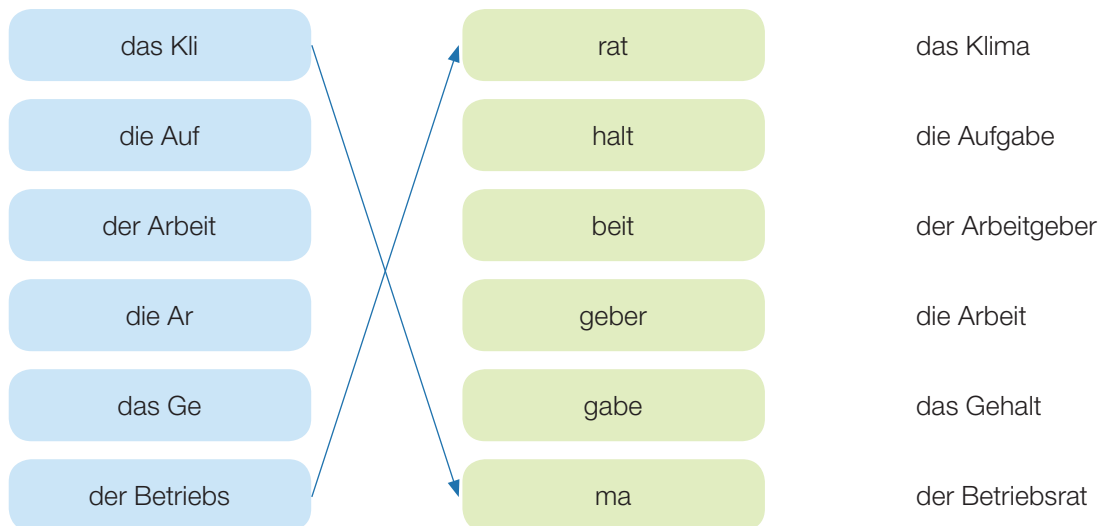 das Kli rat das Klima
die Auf halt die Aufgabe
der Arbeit beit der Arbeitgeber
die Ar geber die Arbeit
das Ge gabe das Gehalt
der Betriebs ma der Betriebsrat